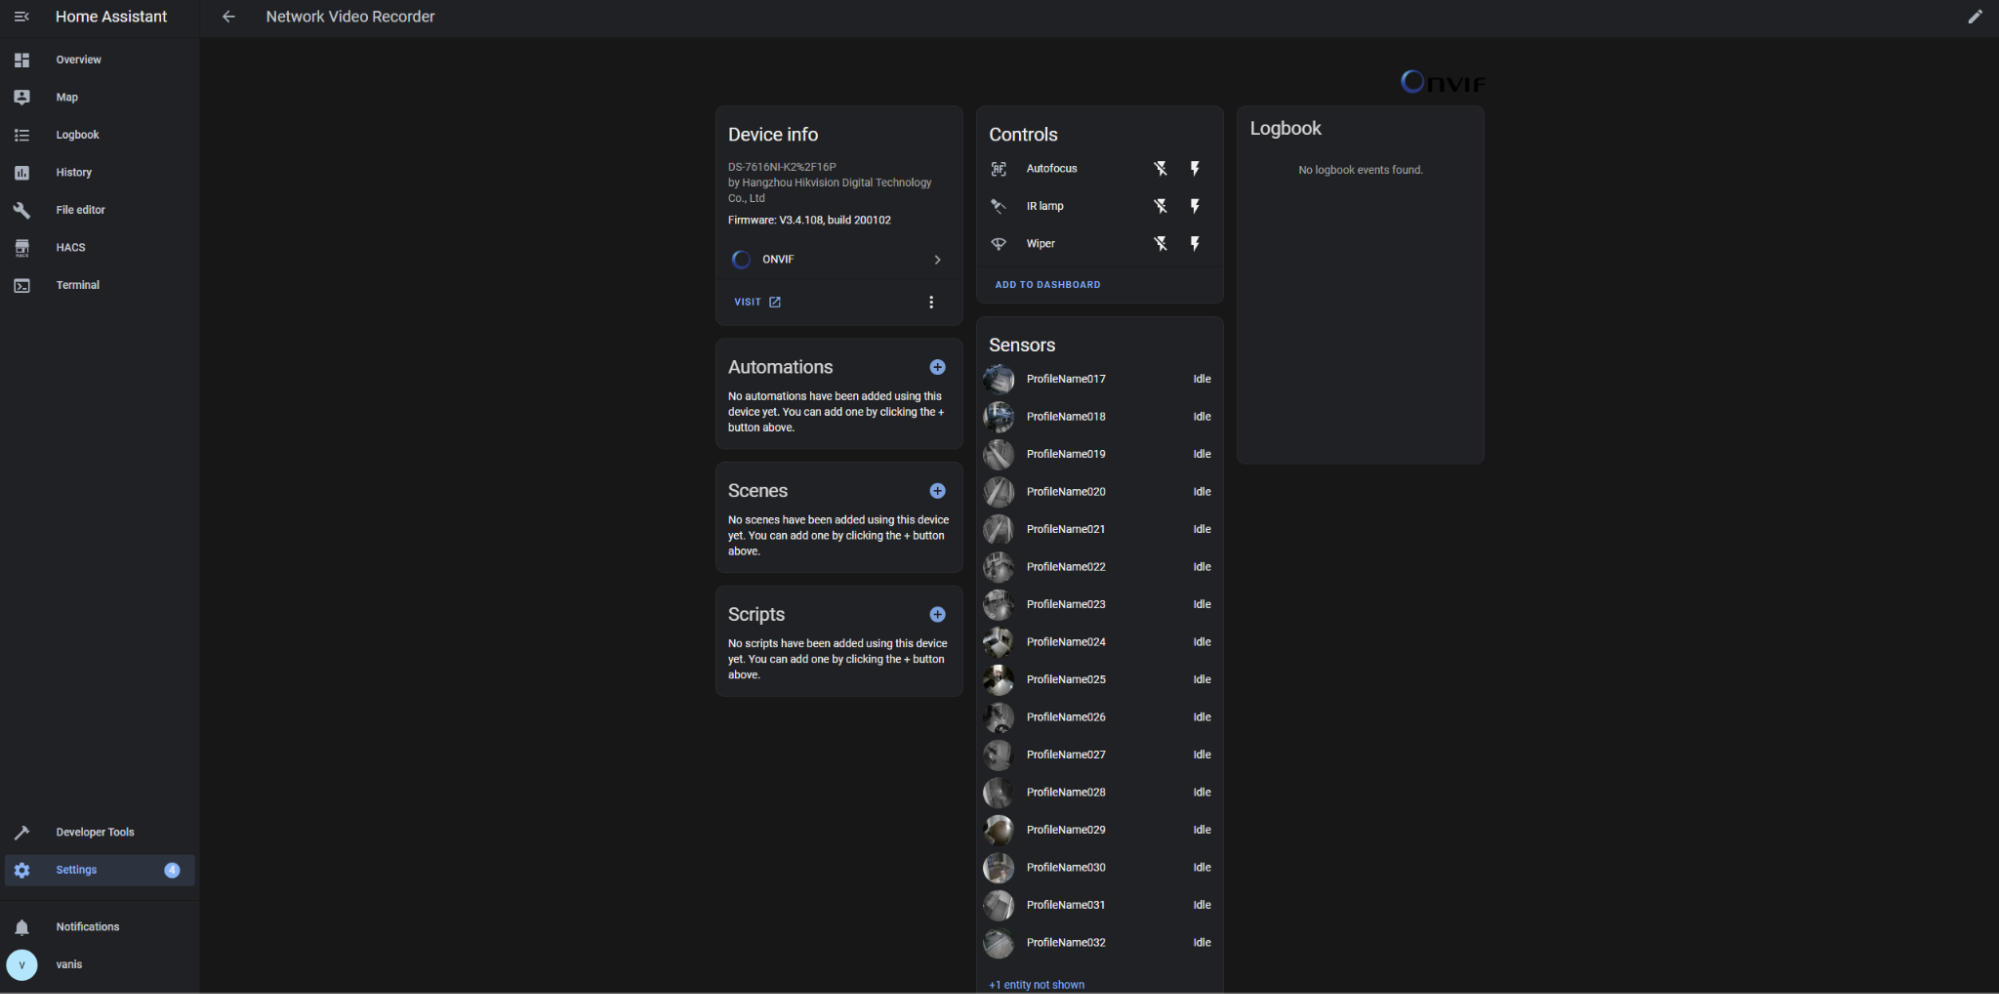 Home Assistant
Network Video Recorder
Overview
Map
Logbook
History
File editor
HACS
Terminal
Developer Tools
Settings
4
Notifications
V
vanis
ONVIF
Device info
DS-7616NI-K2%2F16P
by Hangzhou Hikvision Digital Technology
Co., Ltd
Firmware: V3.4.108, build 200102
ONVIF
VISIT
Automations
No automations have been added using this
device yet. You can add one by clicking the +
button above.
Scenes
No scenes have been added using this device
yet. You can add one by clicking the + button
above.
Scripts
No scripts have been added using this device
yet. You can add one by clicking the + button
above.
Controls
AF
Autofocus
IR lamp
Wiper
ADD TO DASHBOARD
Sensors
ProfileName017 Idle
ProfileName018 Idle
ProfileName019 Idle
ProfileName020 Idle
ProfileName021 Idle
ProfileName022 Idle
ProfileName023 Idle
ProfileName024 Idle
ProfileName025 Idle
ProfileName026 Idle
ProfileName027 Idle
ProfileName028 Idle
ProfileName029 Idle
ProfileName030 Idle
ProfileName031 Idle
ProfileName032 Idle
+1 entity not shown
Logbook
No logbook events found.